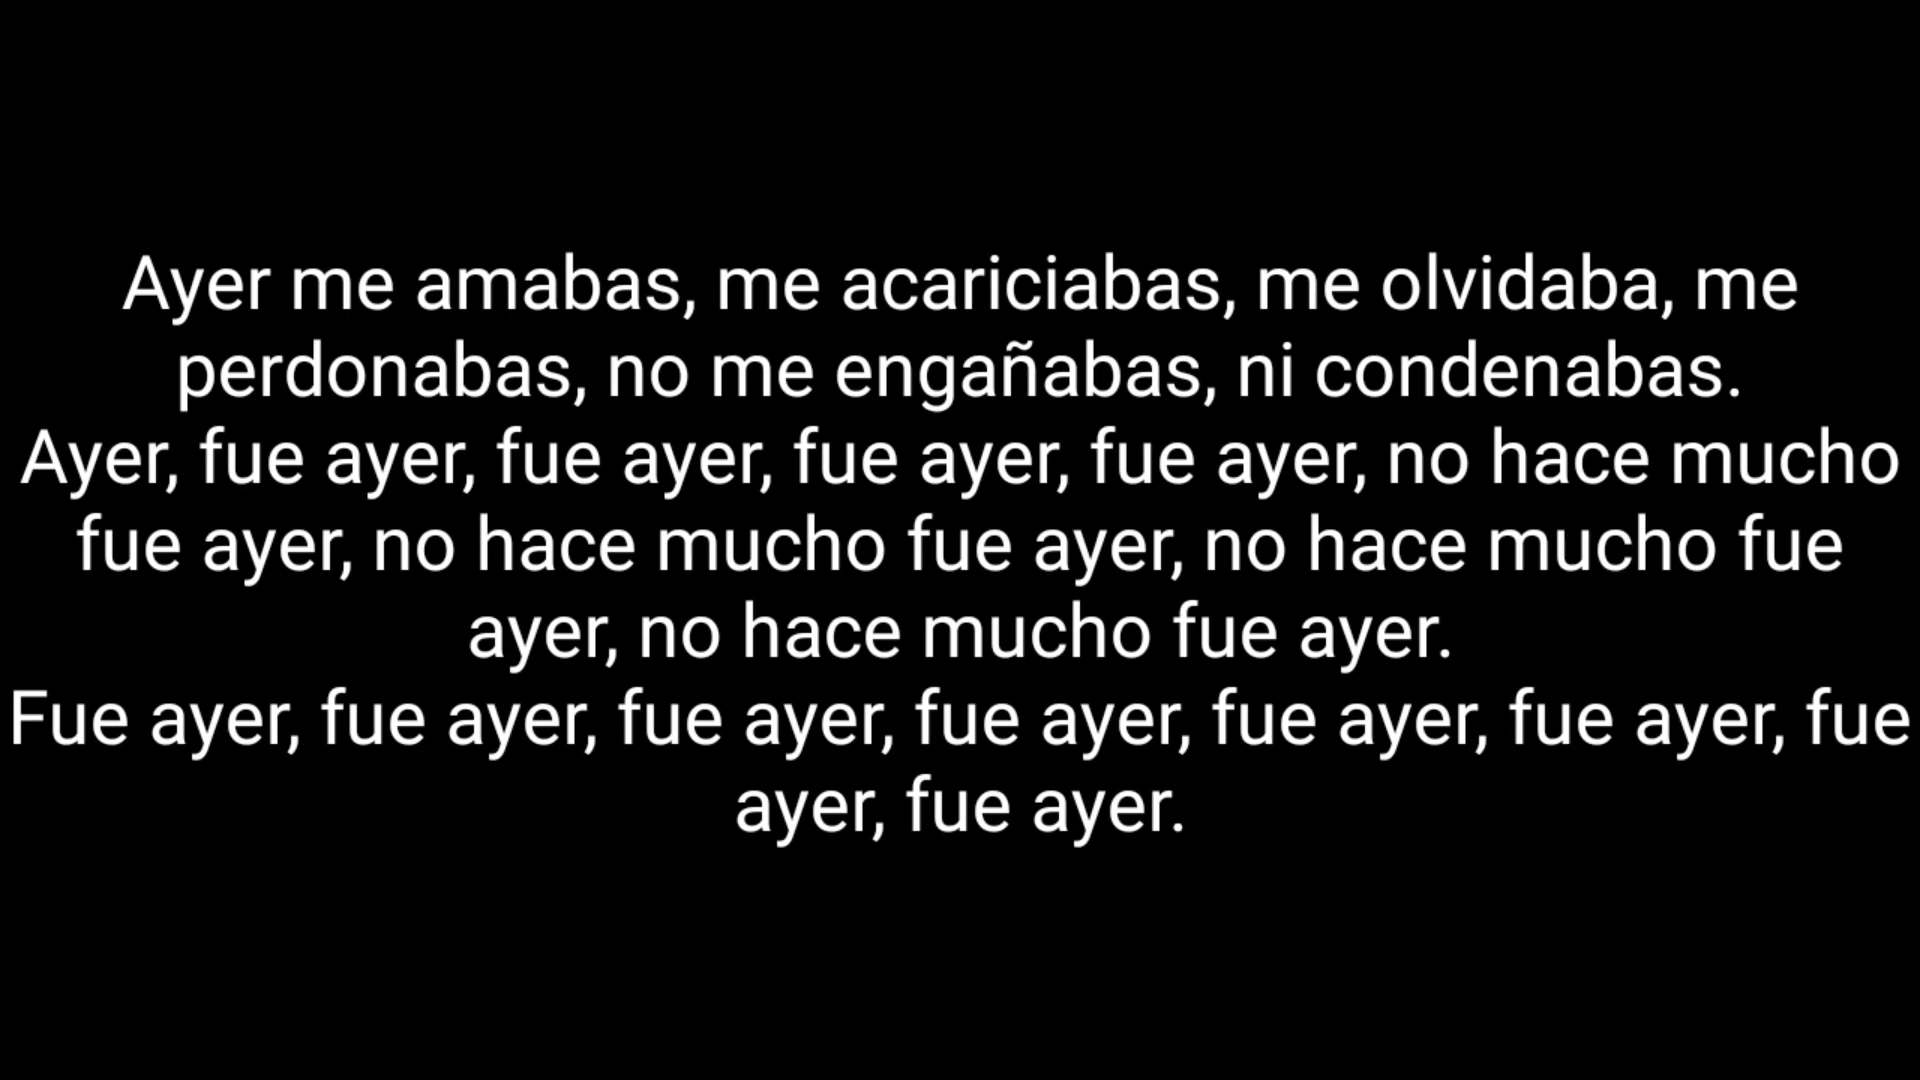 Ayer me amabas, me acariciabas, me olvidaba, me
perdonabas, no me engañabas, ni condenabas.
Ayer, fue ayer, fue ayer, fue ayer, fue ayer, no hace mucho
fue ayer, no hace mucho fue ayer, no hace mucho fue
ayer, no hace mucho fue ayer.
Fue ayer, fue ayer, fue ayer, fue ayer, fue ayer, fue ayer, fue
ayer, fue ayer.